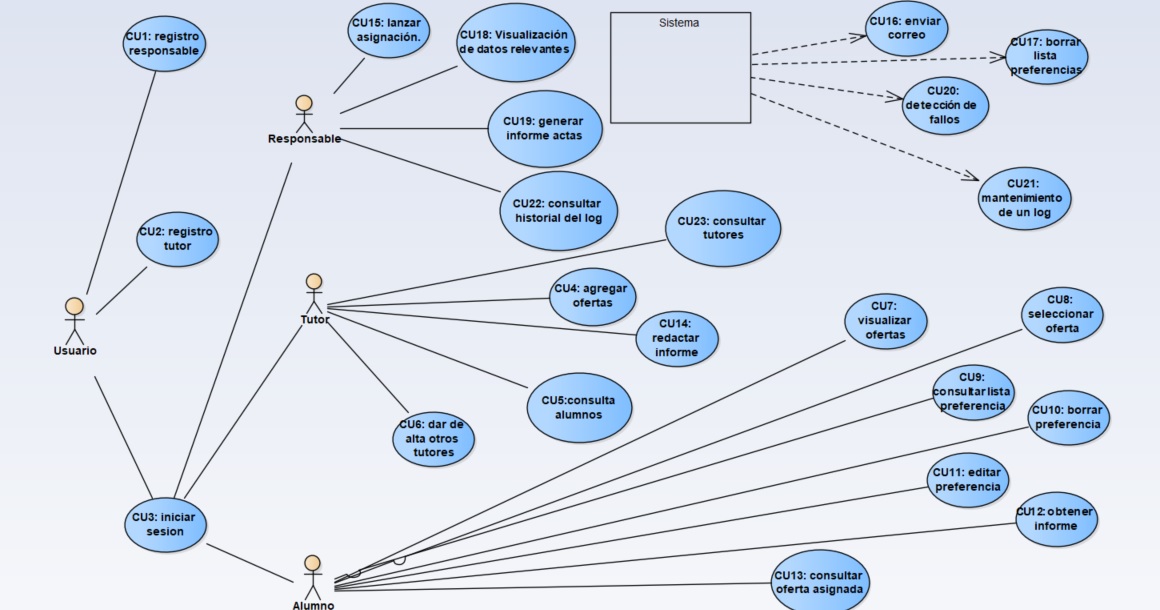 CU1: registro
responsable
CU15: lanzar
asignación.
CU18: Visualización
de datos relevantes
Sistema
CU16: enviar
correo
CU17: borrar
lista
preferencias
CU20:
detección de
fallos
Responsable
CU19: generar
informe actas
CU22: consultar
historial del log
CU21:
mantenimiento
de un log
CU2: registro
tutor
CU23: consultar
tutores
Tutor
CU4: agregar
ofertas
CU14:
redactar
informe
CU7:
visualizar
ofertas
CU8:
seleccionar
oferta
Usuario
CU5:consulta
alumnos
CU6: dar de
alta otros
tutores
CU9:
consultar lista
preferencia
CU10: borrar
preferencia
CU11: editar
preferencia
CU12: obtener
informe
CU3: iniciar
sesion
CU13: consultar
oferta asignada
Alumno